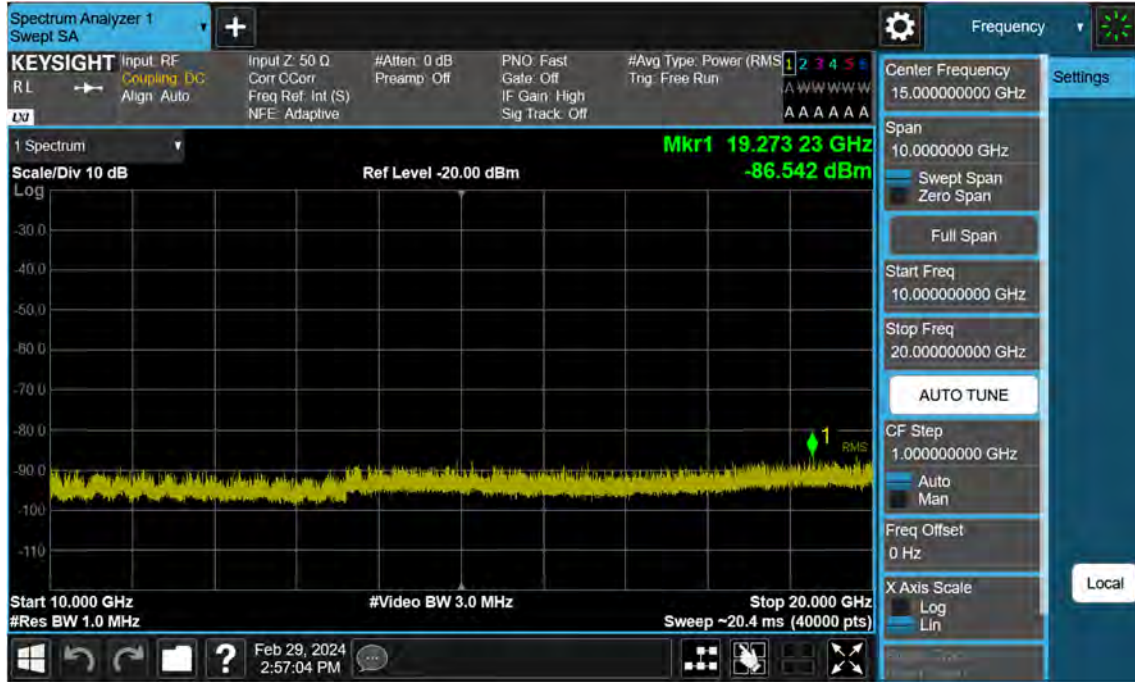 Spectrum Analyzer 1
Swept SA
+
Frequency
KEYSIGHT
RL
LXI
Input: RF
Coupling: DC
Align: Auto
Input Z: 50 Ω
Corr CCorr
Freq Ref: Int (S)
NFE: Adaptive
#Atten: 0 dB
Preamp: Off
PNO: Fast
Gate: Off
IF Gain: High
Sig Track: Off
#Avg Type: Power (RMS
Trig: Free Run
1 2 3 4 5 6
A W W W W W
A A A A A A
Center Frequency
15.000000000 GHz
Settings
1 Spectrum
Mkr1 19.273 23 GHz
-86.542 dBm
Scale/Div 10 dB
Ref Level -20.00 dBm
Log
-30.0
-40.0
-50.0
-60.0
-70.0
-80.0
-90.0
-100
-110
1
RMS
Start 10.000 GHz
#Video BW 3.0 MHz
Stop 20.000 GHz
#Res BW 1.0 MHz
Sweep ~20.4 ms (40000 pts)
Span
10.0000000 GHz
Swept Span
Zero Span
Full Span
Start Freq
10.000000000 GHz
Stop Freq
20.000000000 GHz
AUTO TUNE
CF Step
1.000000000 GHz
Auto
Man
Freq Offset
0 Hz
X Axis Scale
Log
Lin
Local
?
Feb 29, 2024
2:57:04 PM